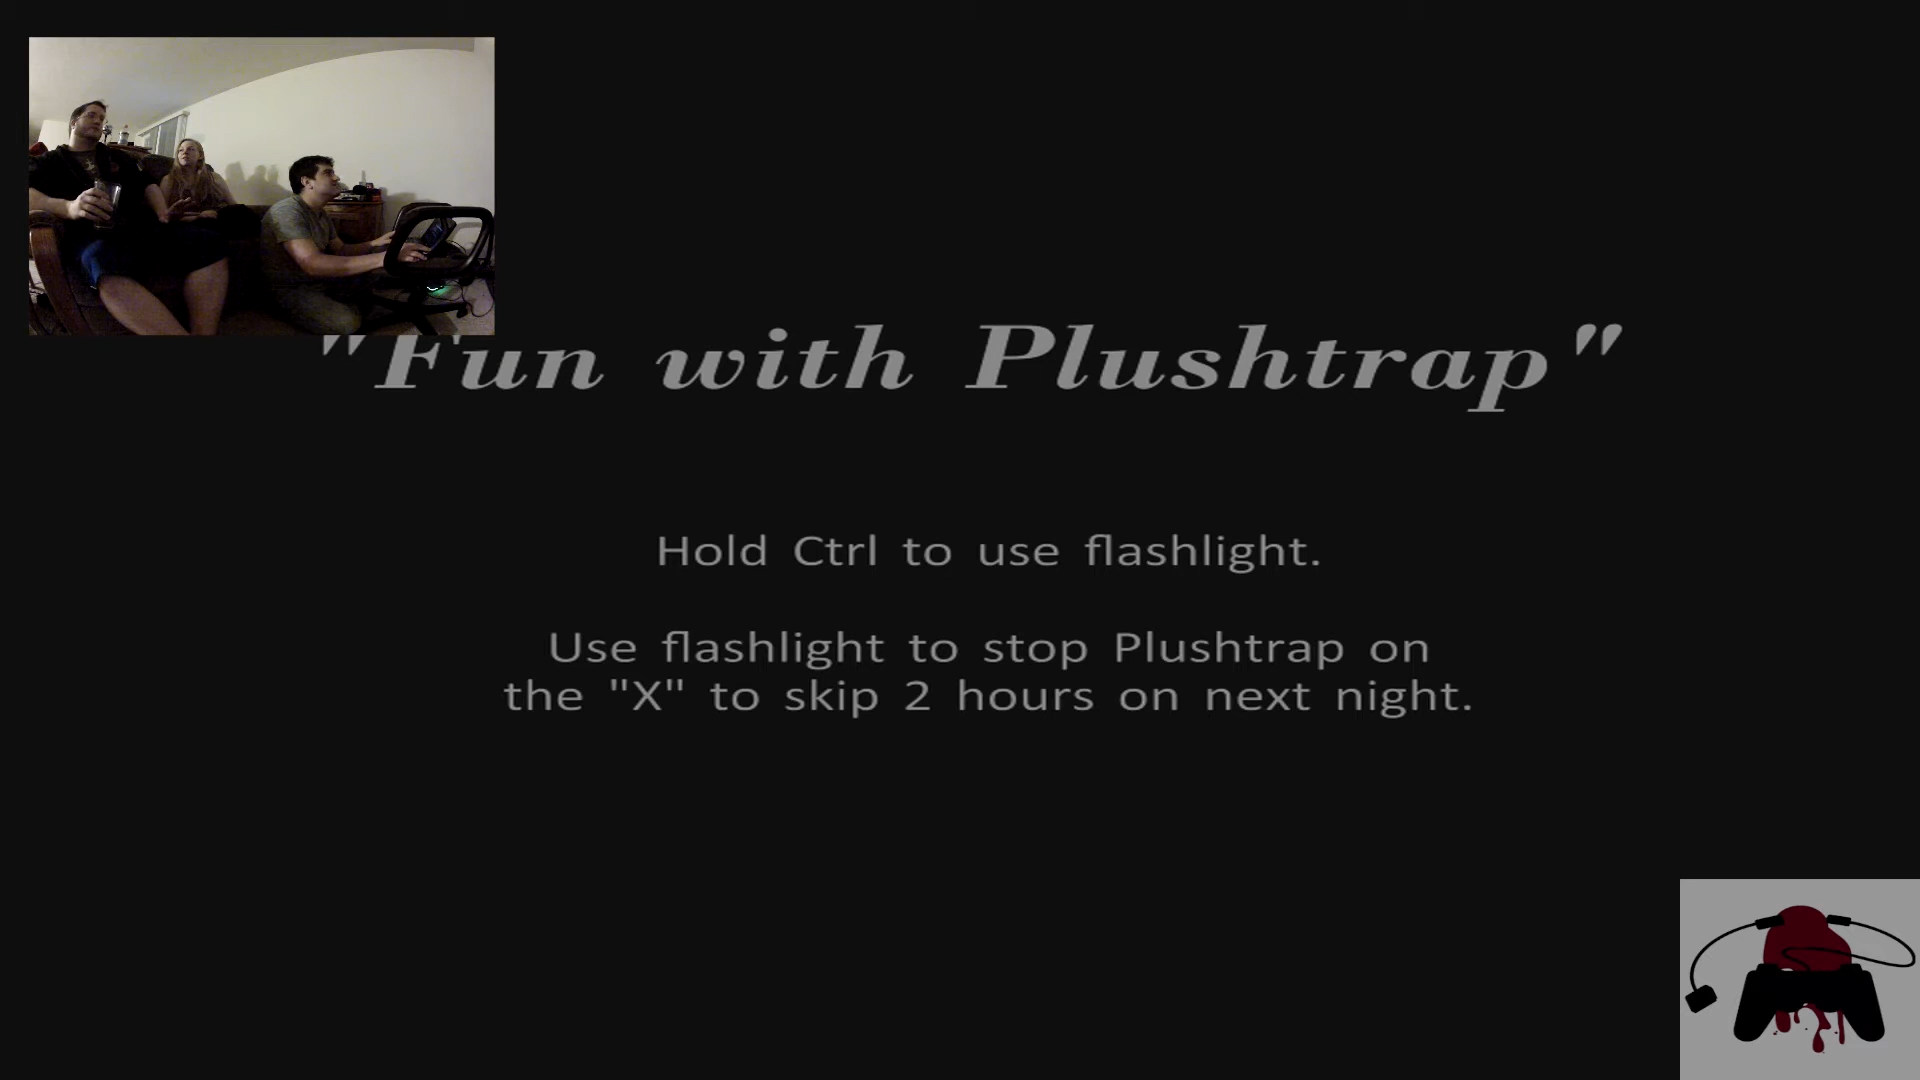 "Fun with Plushtrap"
Hold Ctrl to use flashlight.
Use flashlight to stop Plushtrap on
the "X" to skip 2 hours on next night.